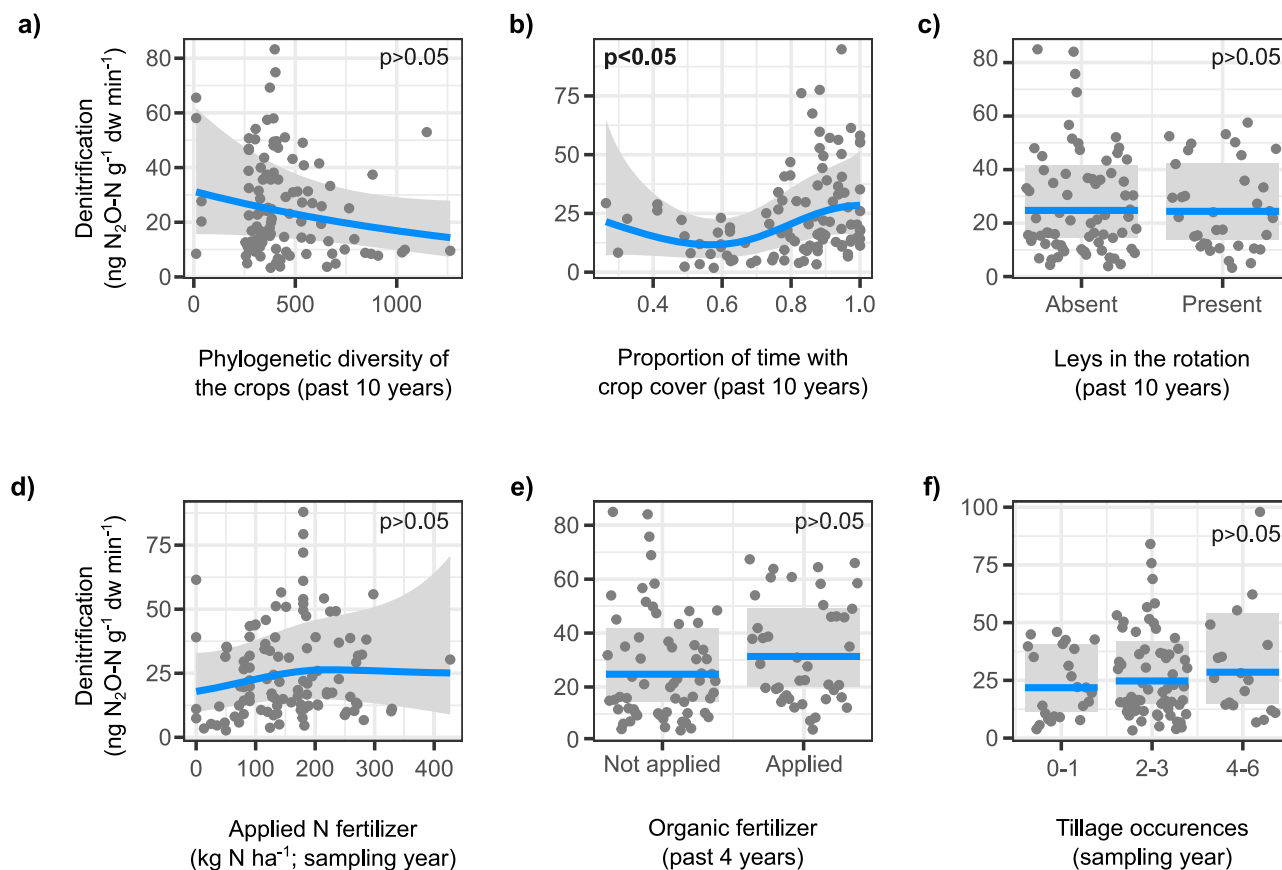 a)
b)
c)
Denitrification
(ng N₂O-N g⁻¹ dw min⁻¹)
80
60
40
20
0
p>0.05
0
500
1000
Phylogenetic diversity of
the crops (past 10 years)
75
50
25
0
p<0.05
0.4
0.6
0.8
1.0
Proportion of time with
crop cover (past 10 years)
80
60
40
20
0
p>0.05
Absent
Present
Leys in the rotation
(past 10 years)
d)
e)
f)
Denitrification
(ng N₂O-N g⁻¹ dw min⁻¹)
75
50
25
0
p>0.05
0
100
200
300
400
Applied N fertilizer
(kg N ha⁻¹; sampling year)
80
60
40
20
0
p>0.05
Not applied
Applied
Organic fertilizer
(past 4 years)
100
75
50
25
0
p>0.05
0-1
2-3
4-6
Tillage occurences
(sampling year)